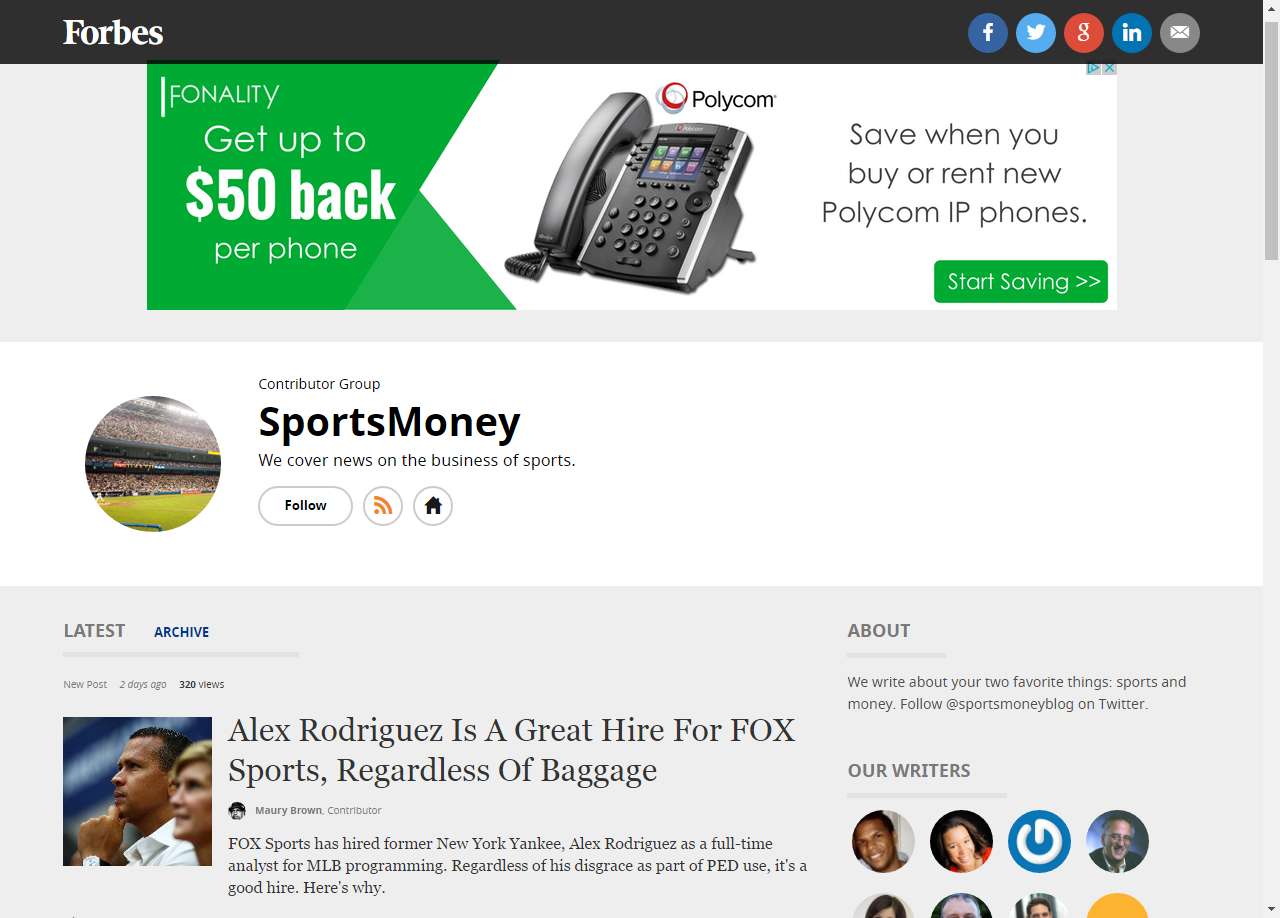 Forbes
FONALITY
Get up to
$50 back
per phone
Polycom
Save when you
buy or rent new
Polycom IP phones.
Start Saving >>
Contributor Group
SportsMoney
We cover news on the business of sports.
Follow
LATEST ARCHIVE
New Post 2 days ago 320 views
Alex Rodriguez Is A Great Hire For FOX
Sports, Regardless Of Baggage
Maury Brown, Contributor
FOX Sports has hired former New York Yankee, Alex Rodriguez as a full-time
analyst for MLB programming. Regardless of his disgrace as part of PED use, it's a
good hire. Here's why.
ABOUT
We write about your two favorite things: sports and
money. Follow @sportsmoneyblog on Twitter.
OUR WRITERS